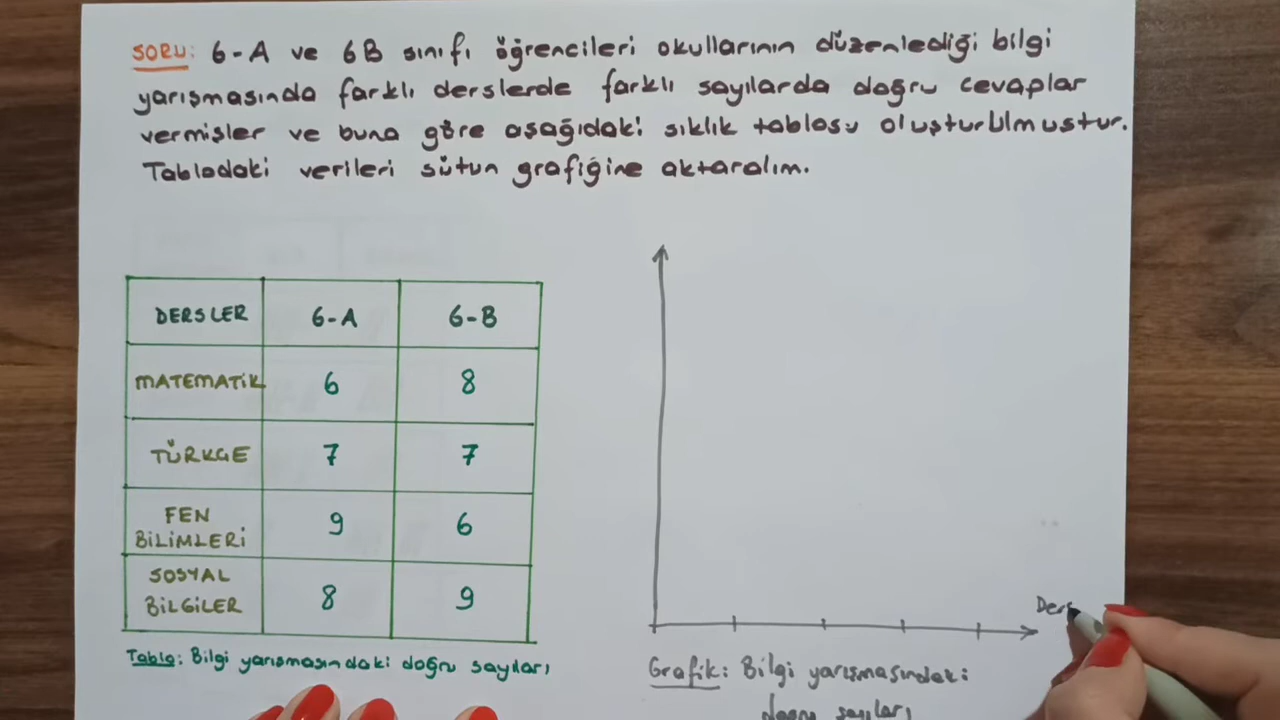 SORU: 6-A ve 6B sınıfı öğrencileri okullarının düzenlediği bilgi
yarışmasında farklı derslerde farklı sayılarda doğru cevaplar
vermişler ve buna göre aşağıdaki sıklık tablosu oluşturulmuştur.
Tablodaki verileri sütun grafiğine aktaralım.
DERSLER 6-A 6-B
MATEMATİK 6 8
TÜRKÇE 7 7
FEN BİLİMLERİ 9 6
SOSYAL BİLGİLER 8 9
Tablo: Bilgi yarışmasındaki doğru sayıları
Ders
Grafik: Bilgi yarışmasındaki
doğru sayıları